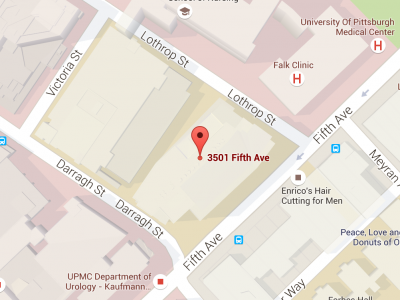 School of Nursing
University Of Pittsburgh
Medical Center
Lothrop St
Falk Clinic
Victoria St
Lothrop St
Fifth Ave
3501 Fifth Ave
Meyran A
Darragh St
Enrico's Hair
Cutting for Men
Darragh St
Fifth Ave
Peace, Love and
Donuts of O
UPMC Department of
Urology - Kaufmann...
r Way
Forbes Hall